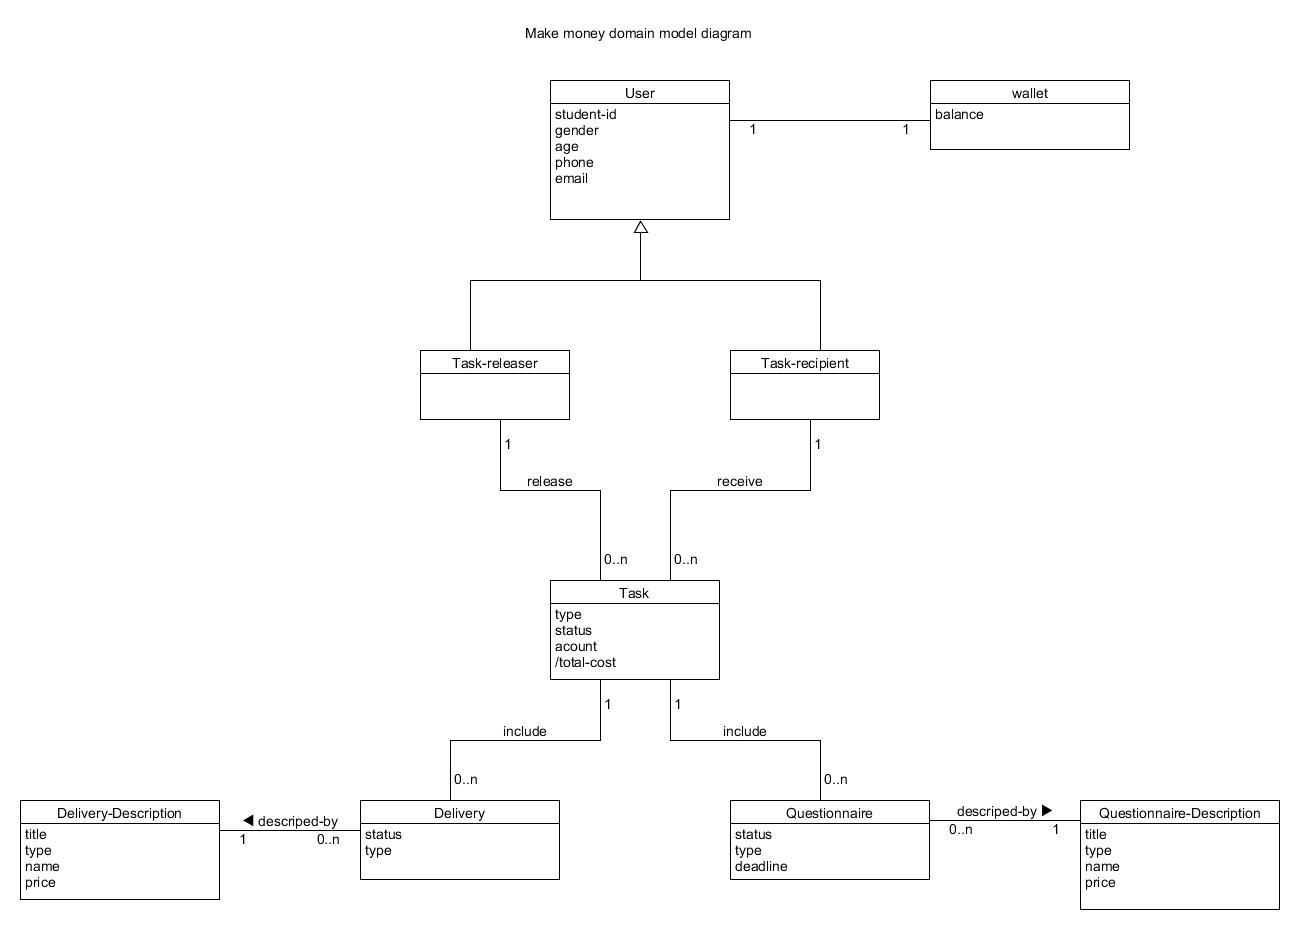 Make money domain model diagram
User
student-id
gender
age
phone
email
1
1
wallet
balance
Task-releaser
Task-recipient
1
1
release
receive
0..n
0..n
Task
type
status
acount
/total-cost
1
1
include
include
0..n
0..n
Delivery-Description
title
type
name
price
◀ descriped-by
1
0..n
Delivery
status
type
Questionnaire
status
type
deadline
descriped-by ▶
0..n
1
Questionnaire-Description
title
type
name
price